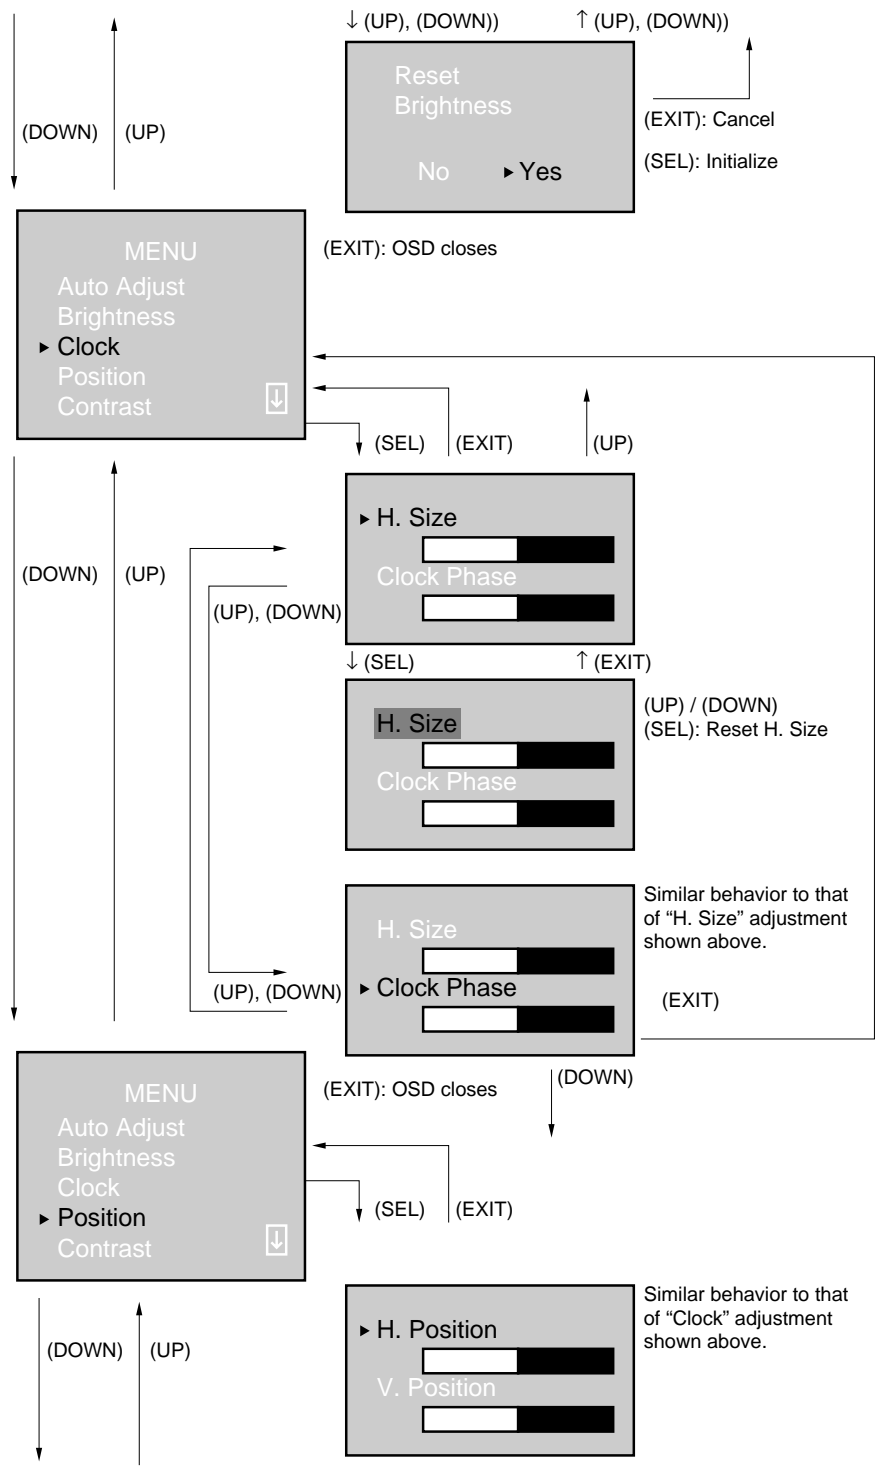 ↓ (UP), (DOWN)) ↑ (UP), (DOWN))
Reset
Brightness
No ▸ Yes
(EXIT): Cancel
(SEL): Initialize
(DOWN) (UP)
MENU
Auto Adjust
Brightness
▸ Clock
Position
Contrast ↓
(EXIT): OSD closes
(SEL) (EXIT) (UP)
▸ H. Size
Clock Phase
(DOWN) (UP)
(UP), (DOWN)
↓ (SEL) ↑ (EXIT)
H. Size
Clock Phase
(UP) / (DOWN)
(SEL): Reset H. Size
H. Size
▸ Clock Phase
Similar behavior to that
of “H. Size” adjustment
shown above.
(UP), (DOWN)
(EXIT)
(DOWN)
MENU
Auto Adjust
Brightness
Clock
▸ Position
Contrast ↓
(EXIT): OSD closes
(SEL) (EXIT)
▸ H. Position
V. Position
Similar behavior to that
of “Clock” adjustment
shown above.
(DOWN) (UP)